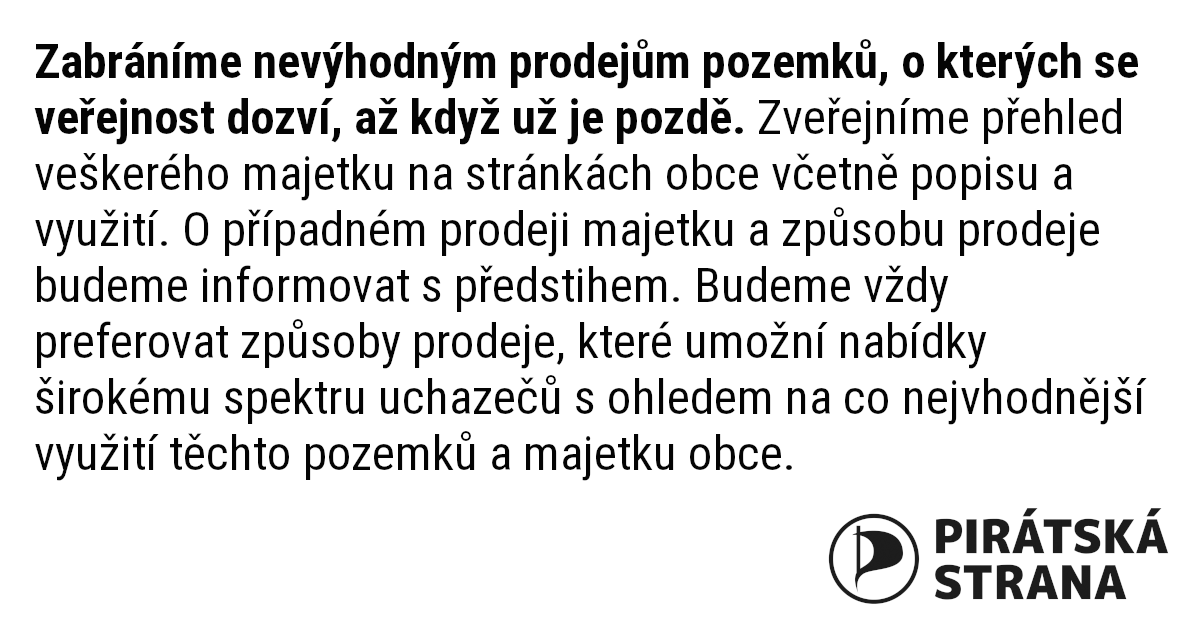 Zabráníme nevýhodným prodejům pozemků, o kterých se
veřejnost dozví, až když už je pozdě. Zveřejníme přehled
veškerého majetku na stránkách obce včetně popisu a
využití. O případném prodeji majetku a způsobu prodeje
budeme informovat s předstihem. Budeme vždy
preferovat způsoby prodeje, které umožní nabídky
širokému spektru uchazečů s ohledem na co nejvhodnější
využití těchto pozemků a majetku obce.
PIRÁTSKÁ
STRANA